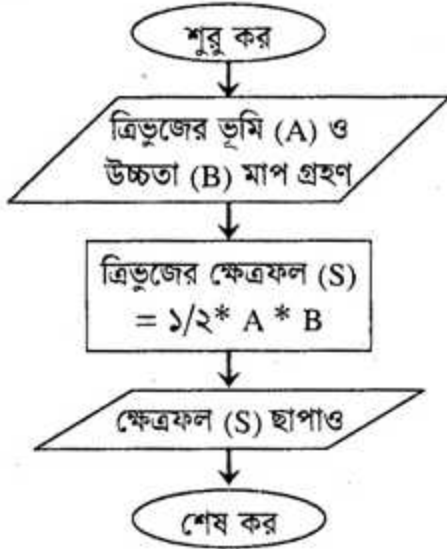 শুরু কর
ত্রিভুজের ভূমি (A) ও
উচ্চতা (B) মাপ গ্রহণ
ত্রিভুজের ক্ষেত্রফল (S)
= ১/২* A * B
ক্ষেত্রফল (S) ছাপাও
শেষ কর